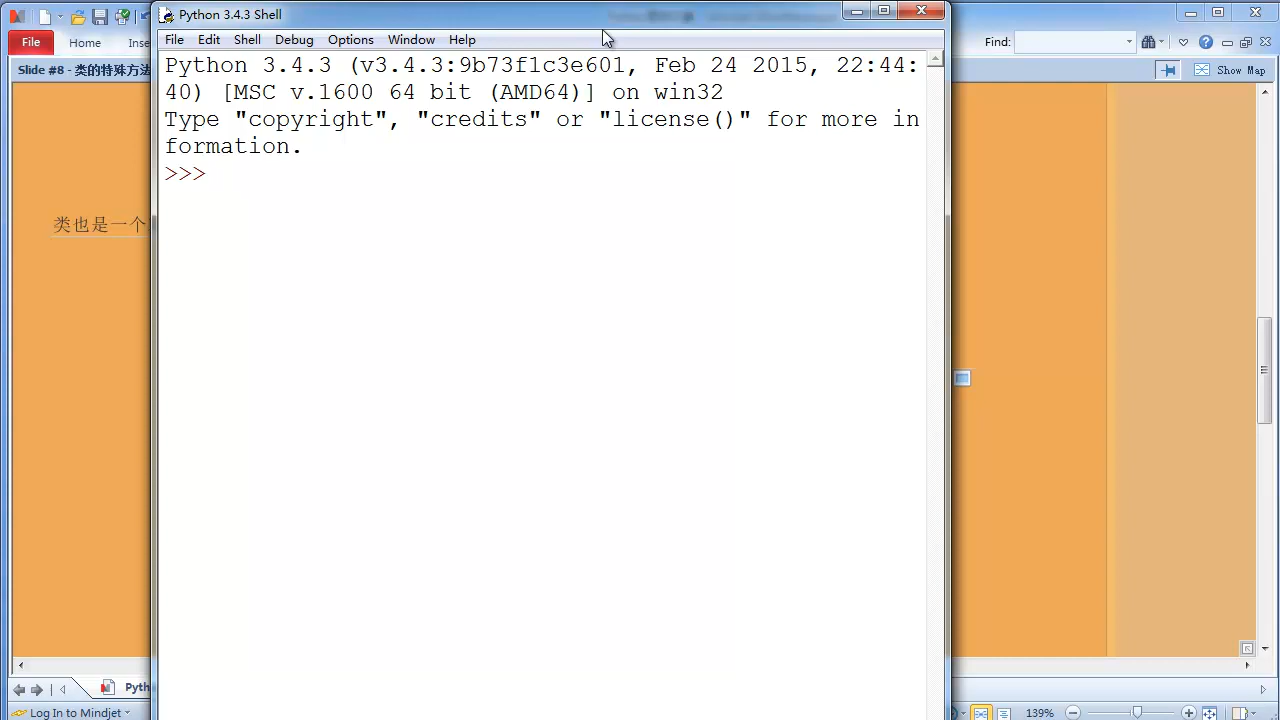 Python 3.4.3 Shell
File Edit Shell Debug Options Window Help
Python 3.4.3 (v3.4.3:9b73f1c3e601, Feb 24 2015, 22:44:
40) [MSC v.1600 64 bit (AMD64)] on win32
Type "copyright", "credits" or "license()" for more in
formation.
>>>
File Home Inse
Find:
Slide #8 - 类的特殊方法
Show Map
类也是一个
Pyth
Log In to Mindjet
139%